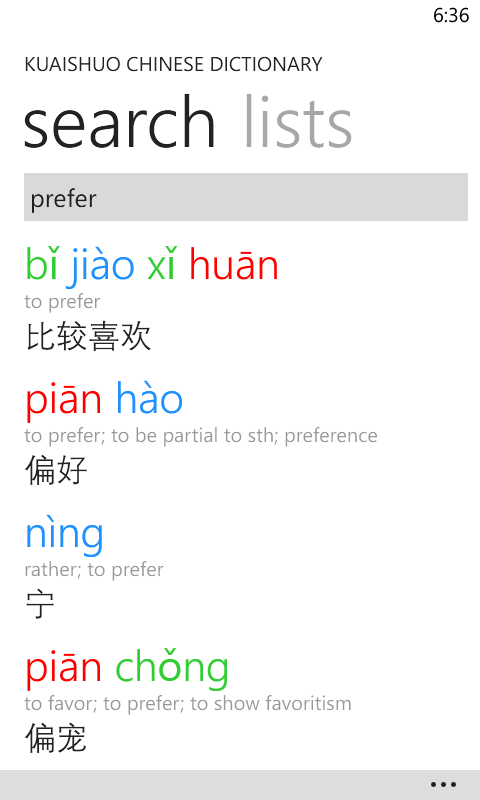 6:36
KUAISHUO CHINESE DICTIONARY
search lists
prefer
bǐ jiào xǐ huān
to prefer
比较喜欢
piān hào
to prefer; to be partial to sth; preference
偏好
nìng
rather; to prefer
宁
piān chǒng
to favor; to prefer; to show favoritism
偏宠